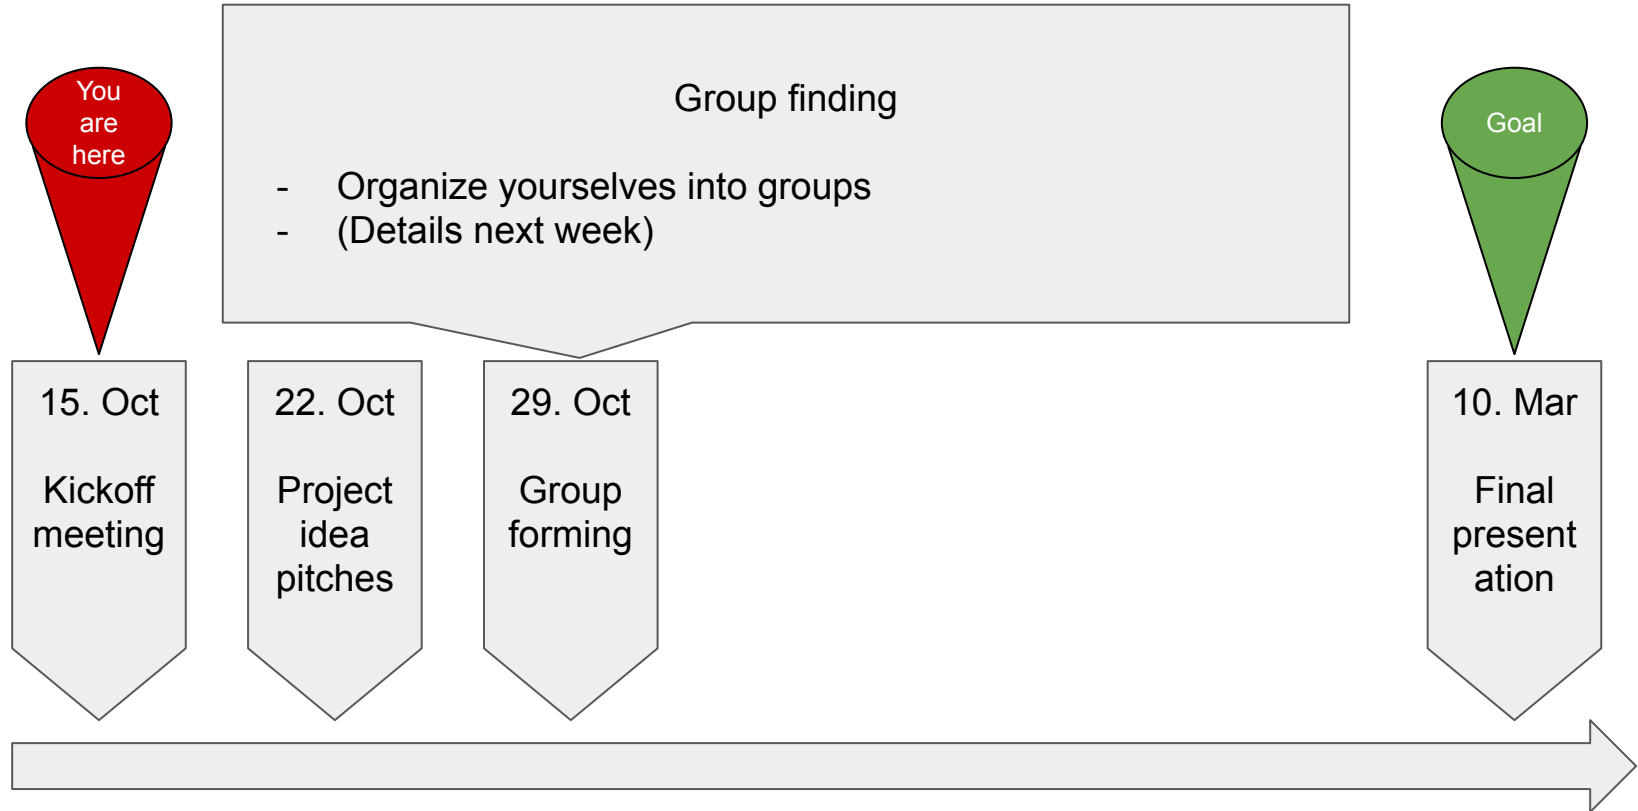 You
are
here
Group finding
- Organize yourselves into groups
- (Details next week)
Goal
15. Oct
Kickoff
meeting
22. Oct
Project
idea
pitches
29. Oct
Group
forming
10. Mar
Final
present
ation